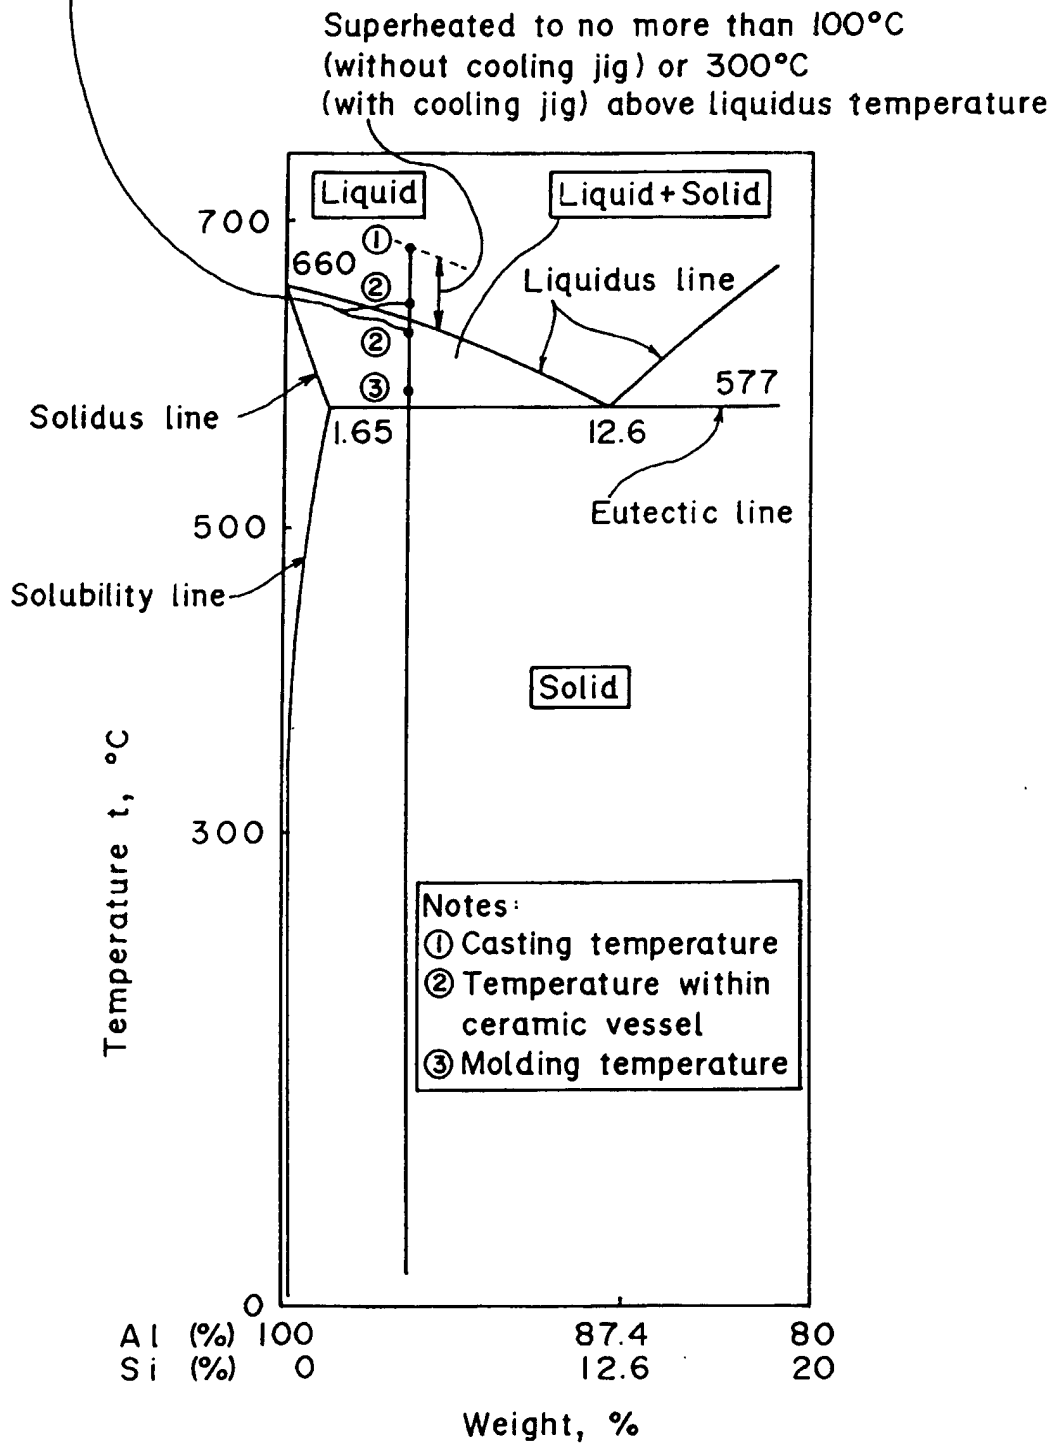 Superheated to no more than 100°C
(without cooling jig) or 300°C
(with cooling jig) above liquidus temperature
Liquid
Liquid+Solid
700
①
660
②
Liquidus line
②
③
577
Solidus line
1.65
12.6
500
Eutectic line
Solubility line
Solid
Temperature t, °C
300
Notes:
① Casting temperature
② Temperature within
ceramic vessel
③ Molding temperature
0
Al (%) 100 87.4 80
Si (%) 0 12.6 20
Weight, %